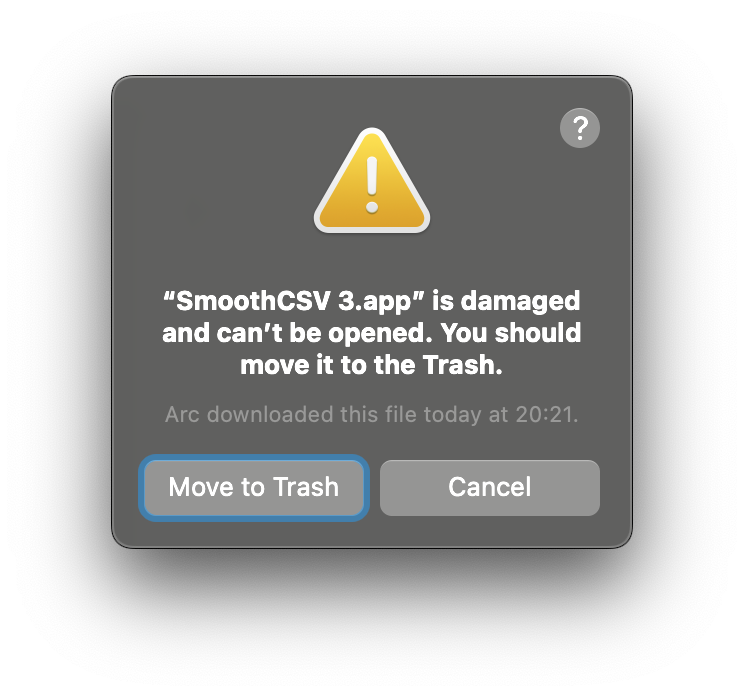 ?
“SmoothCSV 3.app” is damaged
and can’t be opened. You should
move it to the Trash.
Arc downloaded this file today at 20:21.
Move to Trash
Cancel